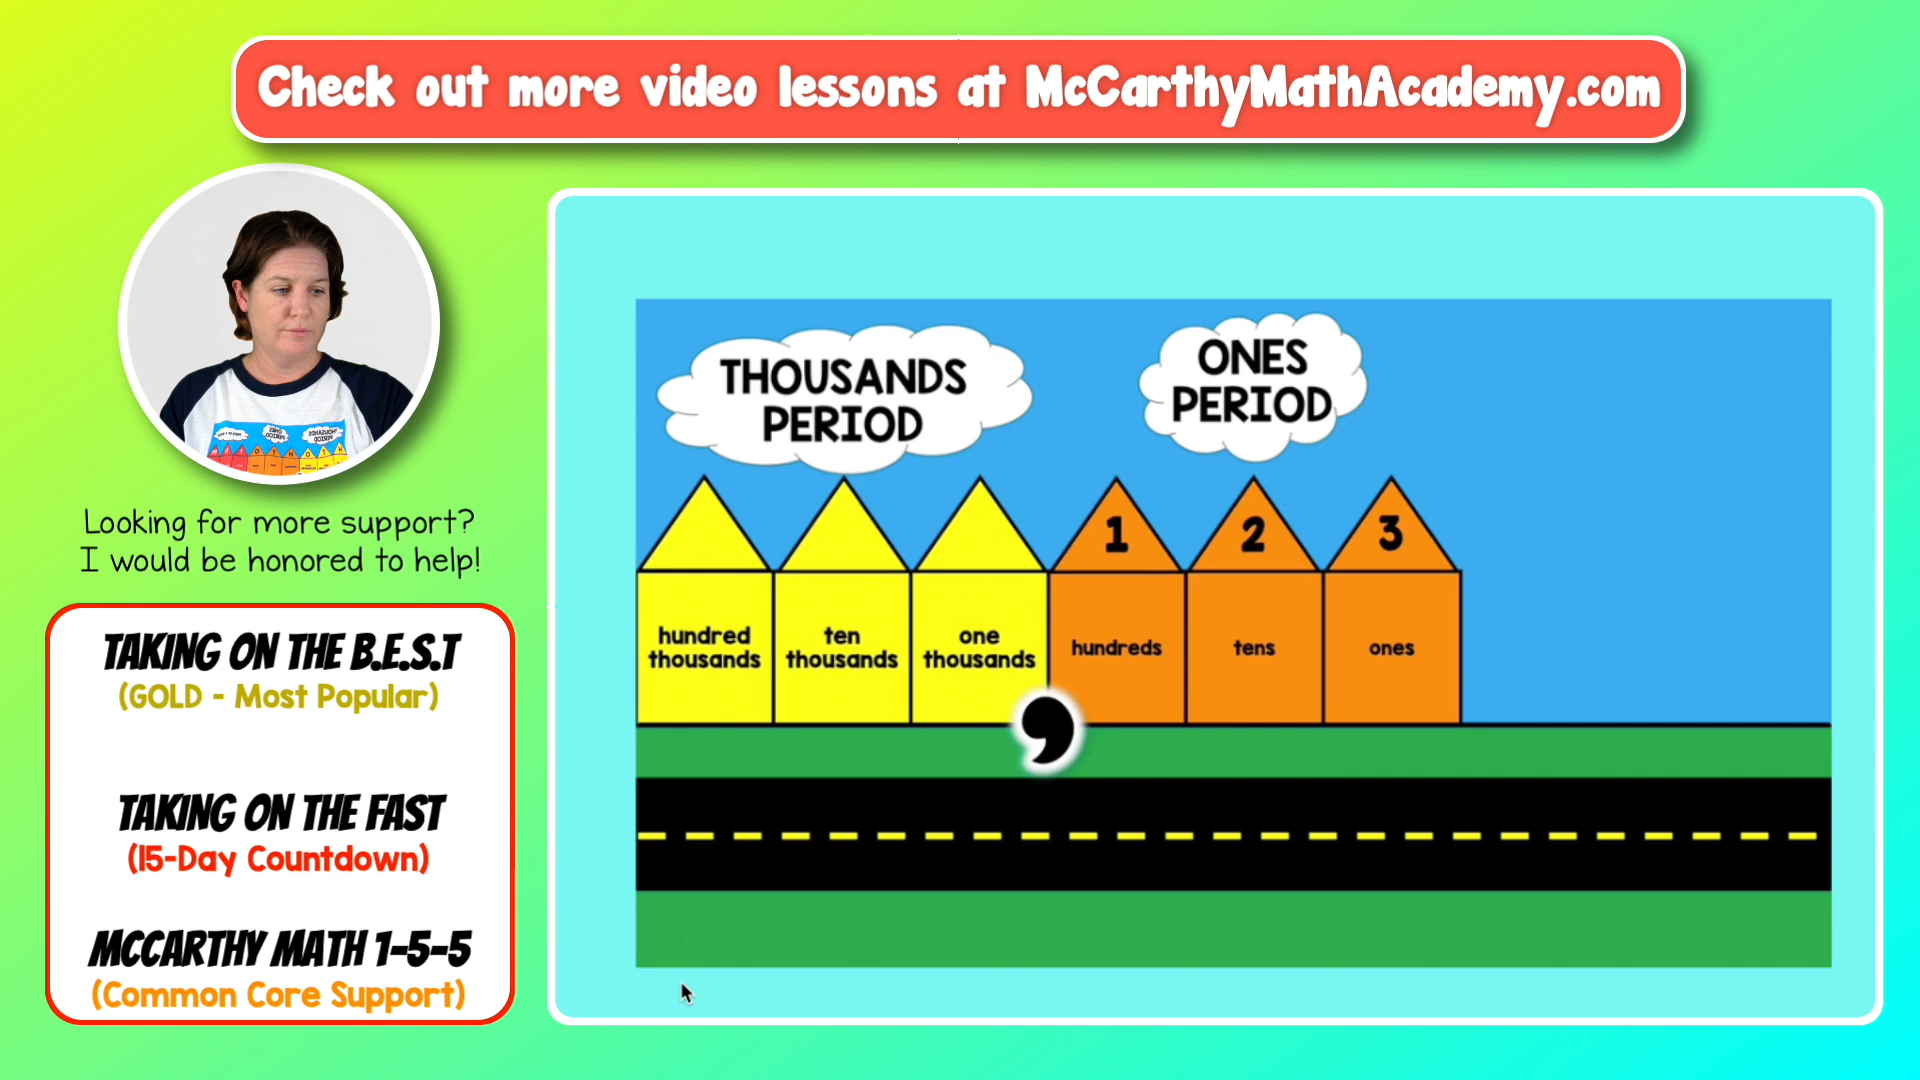 Check out more video lessons at McCarthyMathAcademy.com
Looking for more support?
I would be honored to help!
TAKING ON THE B.E.S.T
(GOLD - Most Popular)
TAKING ON THE FAST
(15-Day Countdown)
MCCARTHY MATH 1-5-5
(Common Core Support)
THOUSANDS
PERIOD
ONES
PERIOD
1 2 3
hundred
thousands
ten
thousands
one
thousands
hundreds
tens
ones
,